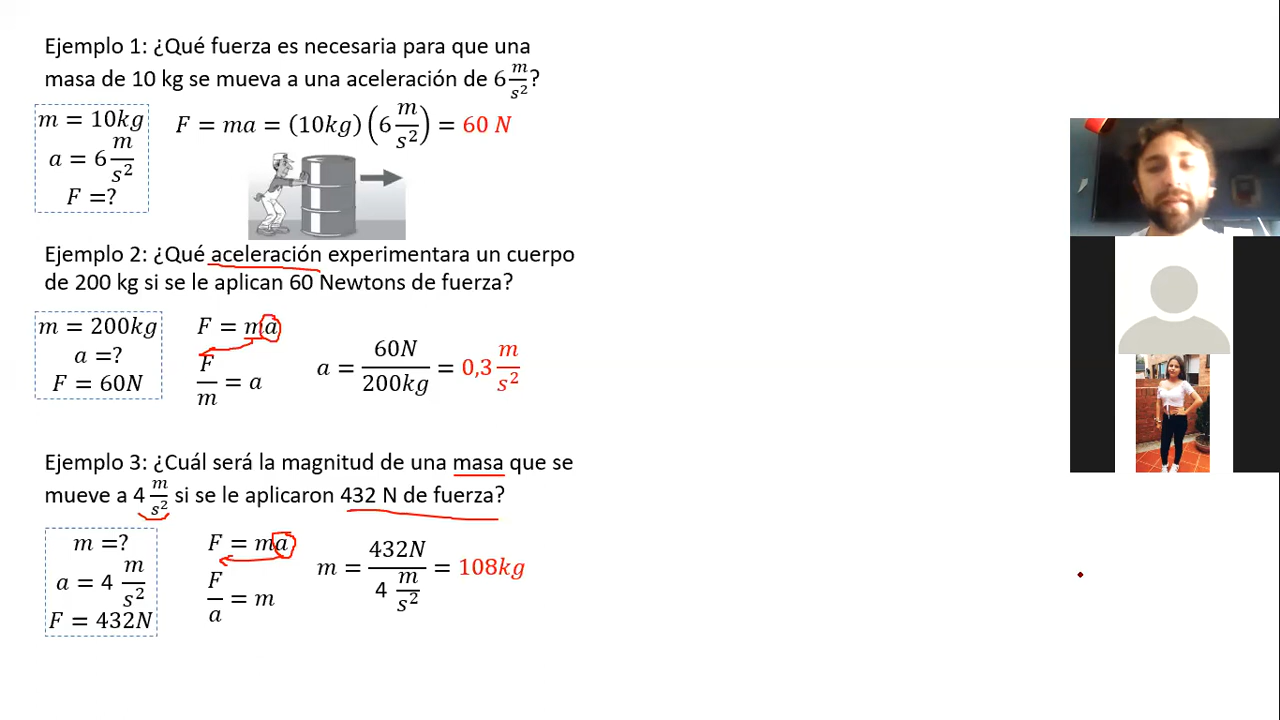 Ejemplo 1: ¿Qué fuerza es necesaria para que una
masa de 10 kg se mueva a una aceleración de 6 m/s²?
m = 10kg
a = 6 m/s²
F =?
F = ma = (10kg)(6 m/s²) = 60 N
Ejemplo 2: ¿Qué aceleración experimentara un cuerpo
de 200 kg si se le aplican 60 Newtons de fuerza?
m = 200kg
a =?
F = 60N
F = ma
F/m = a
a = 60N/200kg = 0,3 m/s²
Ejemplo 3: ¿Cuál será la magnitud de una masa que se
mueve a 4 m/s² si se le aplicaron 432 N de fuerza?
m =?
a = 4 m/s²
F = 432N
F = ma
F/a = m
m = 432N/4 m/s² = 108kg